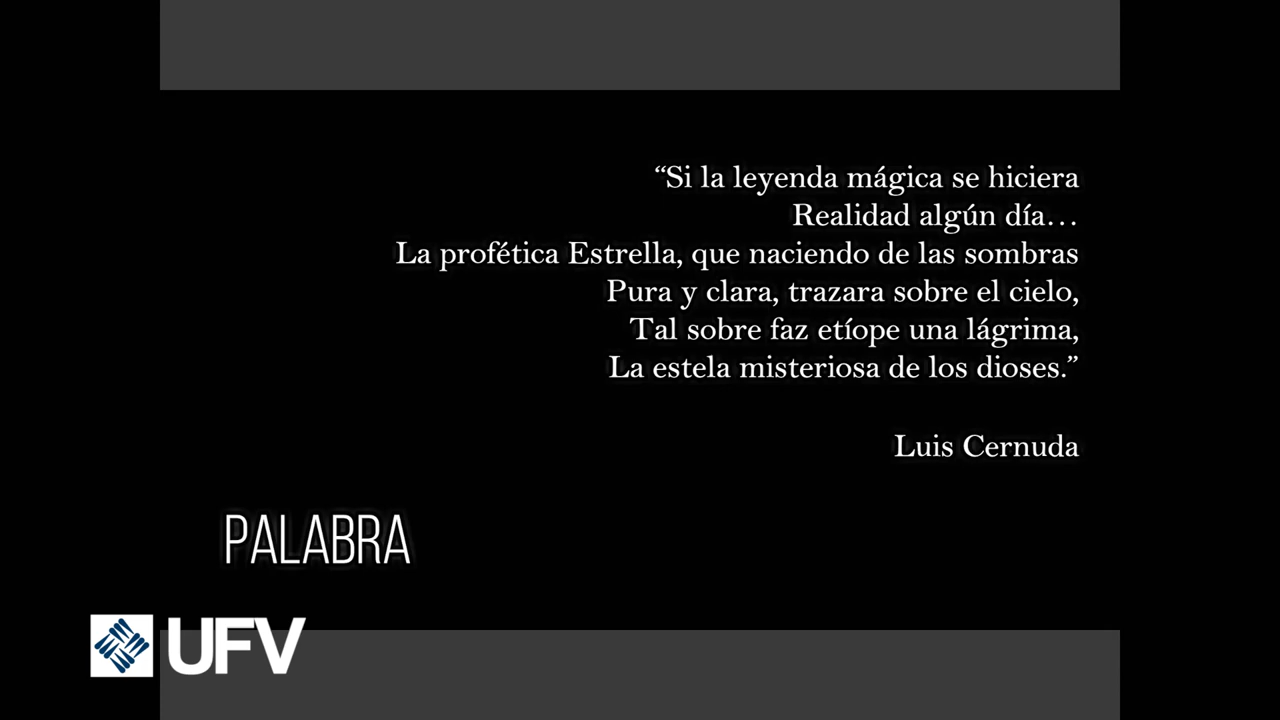 “Si la leyenda mágica se hiciera
Realidad algún día…
La profética Estrella, que naciendo de las sombras
Pura y clara, trazara sobre el cielo,
Tal sobre faz etíope una lágrima,
La estela misteriosa de los dioses.”
Luis Cernuda
PALABRA
UFV